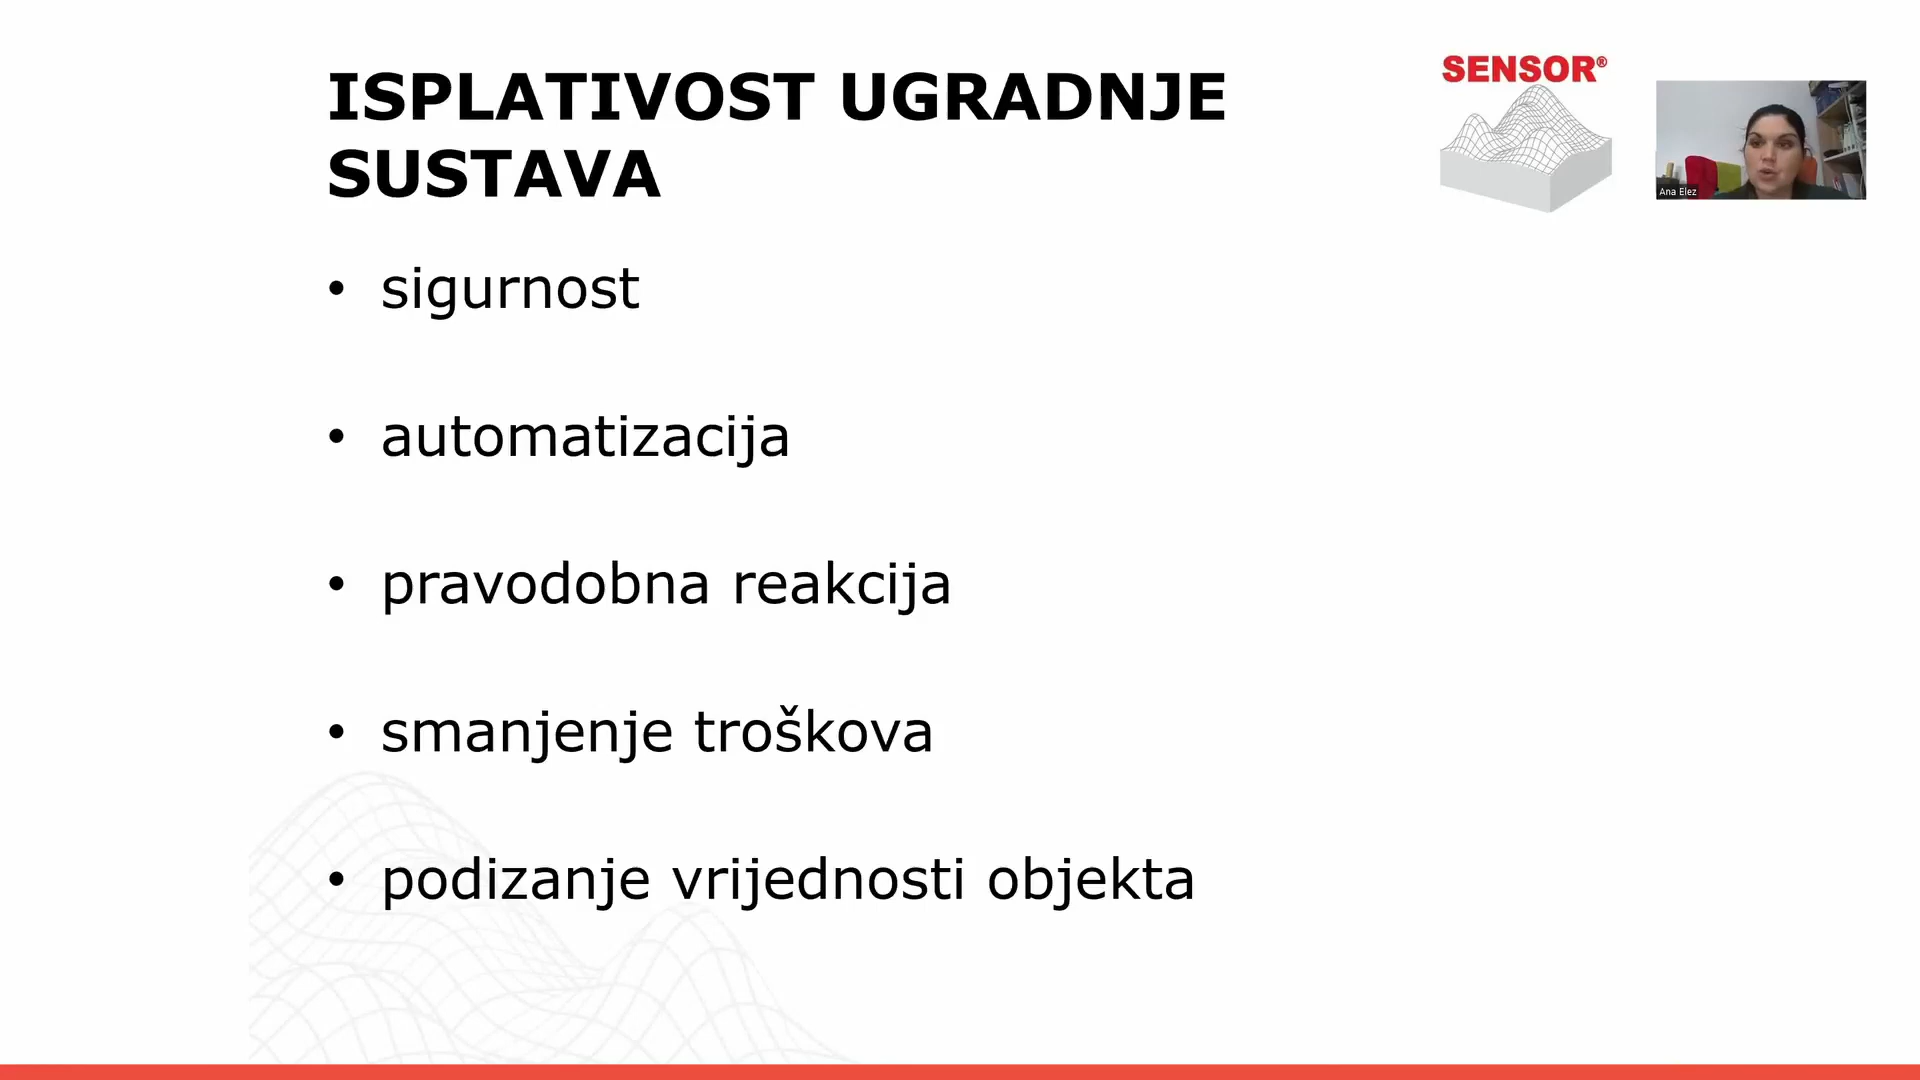 ISPLATIVOST UGRADNJE
SUSTAVA
SENSOR®
Ana Elez
• sigurnost
• automatizacija
• pravodobna reakcija
• smanjenje troškova
• podizanje vrijednosti objekta